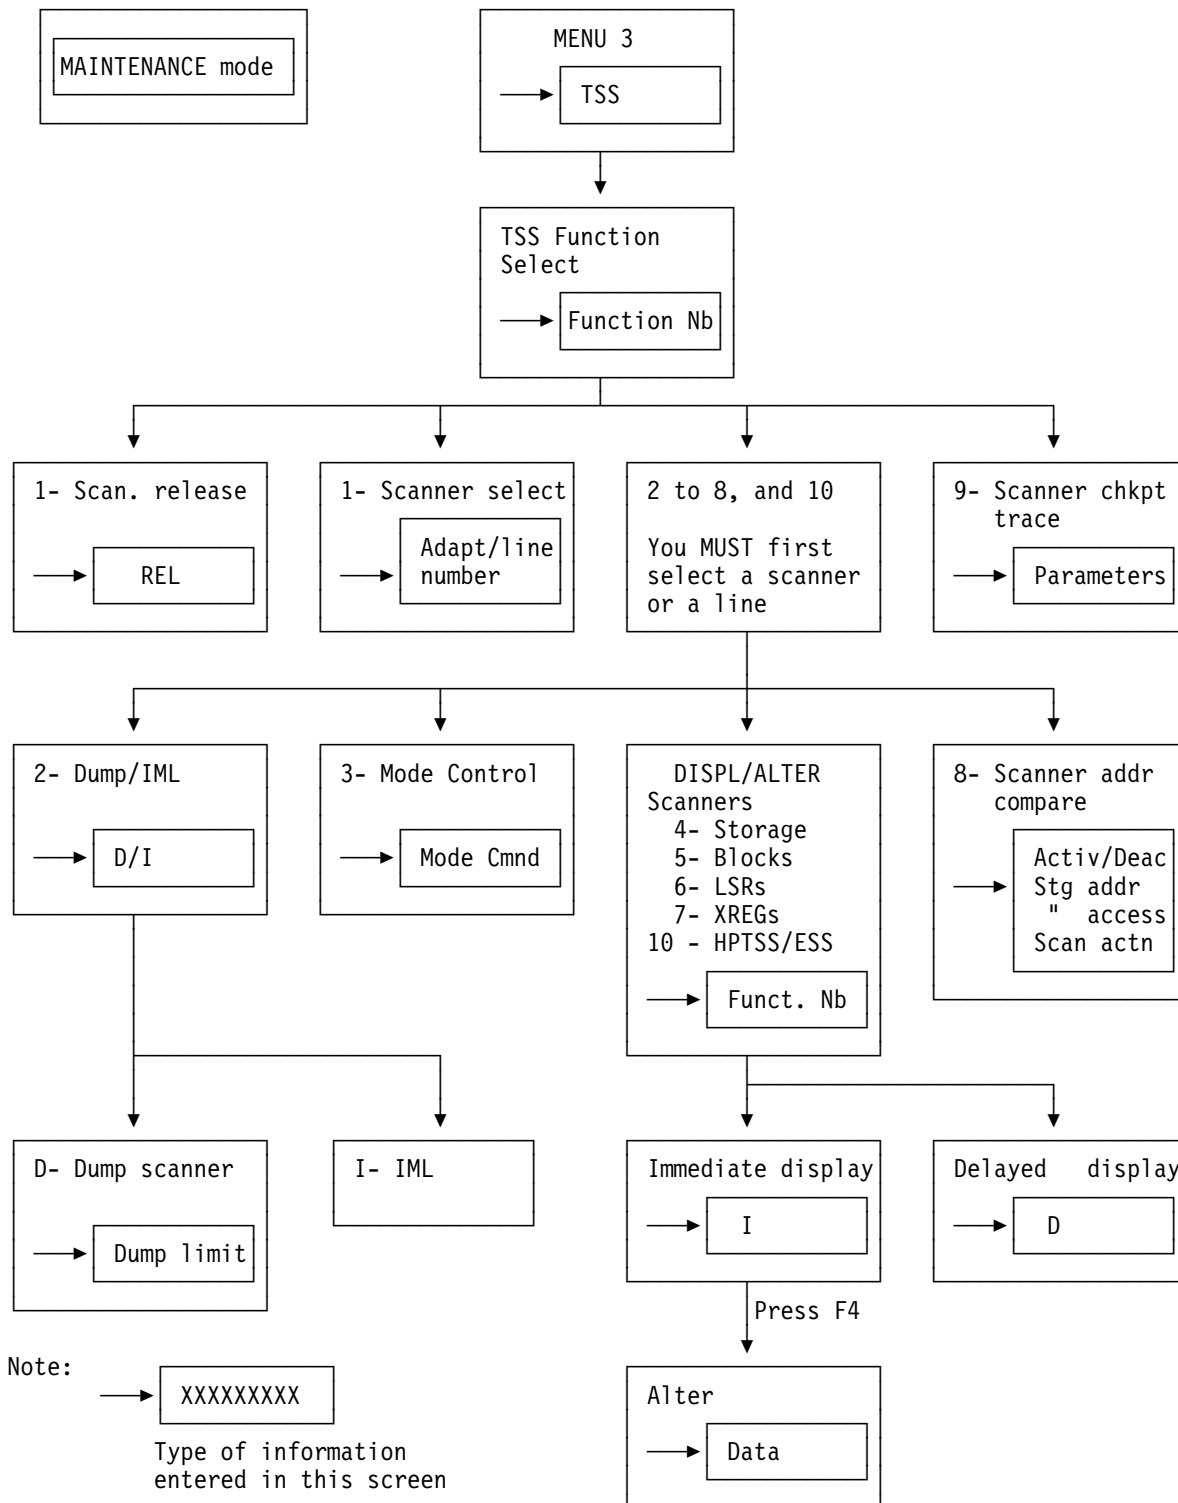 MAINTENANCE mode
MENU 3
TSS
TSS Function
Select
Function Nb
1- Scan. release
REL
1- Scanner select
Adapt/line
number
2 to 8, and 10
You MUST first
select a scanner
or a line
9- Scanner chkpt
trace
Parameters
2- Dump/IML
D/I
3- Mode Control
Mode Cmnd
DISPL/ALTER
Scanners
4- Storage
5- Blocks
6- LSRs
7- XREGs
10 - HPTSS/ESS
Funct. Nb
8- Scanner addr
compare
Activ/Deac
Stg addr
" access
Scan actn
D- Dump scanner
Dump limit
I- IML
Immediate display
I
Delayed display
D
Press F4
Alter
Data
Note:
XXXXXXXXX
Type of information
entered in this screen